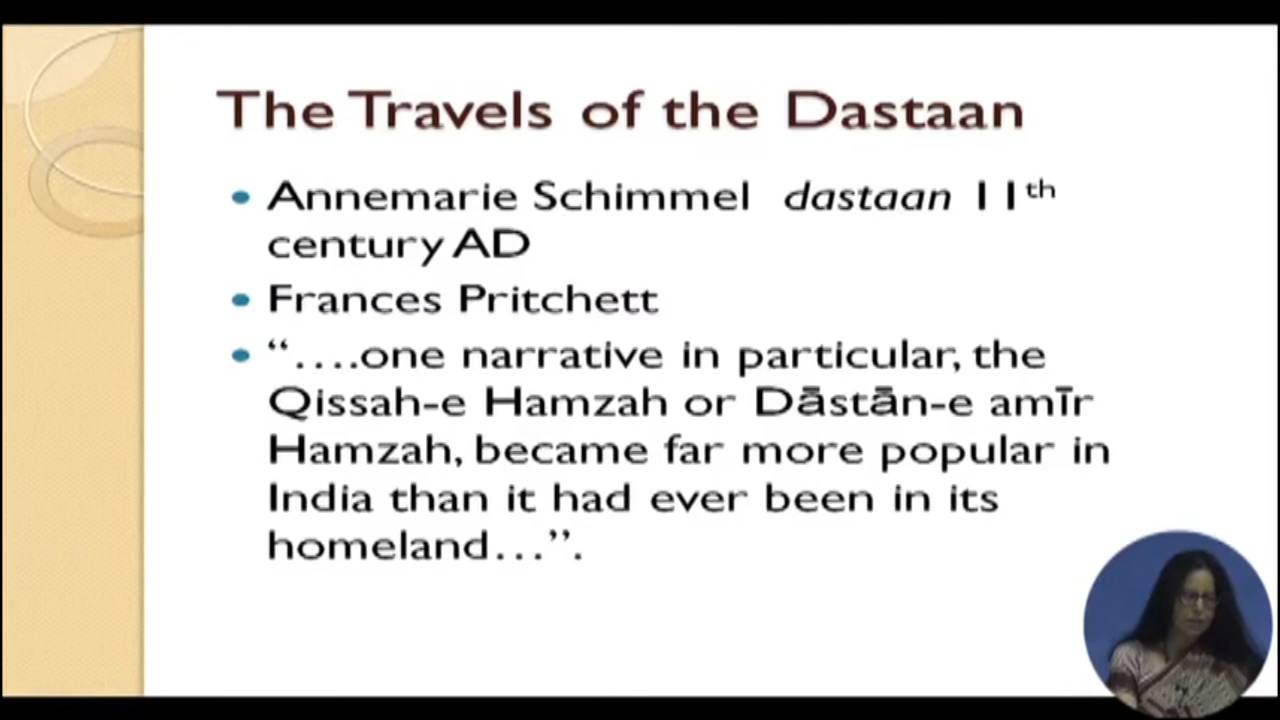 The Travels of the Dastaan
• Annemarie Schimmel dastaan 11th
century AD
• Frances Pritchett
• “….one narrative in particular, the
Qissah-e Hamzah or Dāstān-e amīr
Hamzah, became far more popular in
India than it had ever been in its
homeland…”.